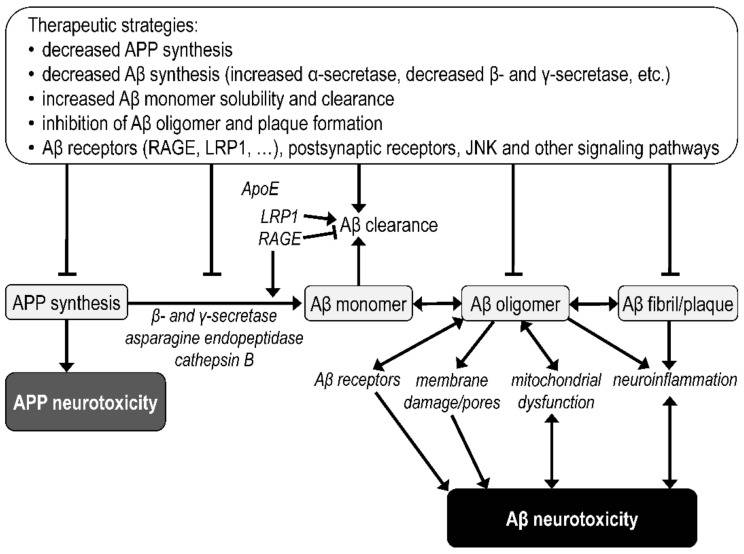 Therapeutic strategies:
• decreased APP synthesis
• decreased Aβ synthesis (increased α-secretase, decreased β- and γ-secretase, etc.)
• increased Aβ monomer solubility and clearance
• inhibition of Aβ oligomer and plaque formation
• Aβ receptors (RAGE, LRP1, …), postsynaptic receptors, JNK and other signaling pathways
ApoE
LRP1
RAGE
Aβ clearance
APP synthesis
β- and γ-secretase
asparagine endopeptidase
cathepsin B
Aβ monomer
Aβ oligomer
Aβ fibril/plaque
APP neurotoxicity
Aβ receptors
membrane
damage/pores
mitochondrial
dysfunction
neuroinflammation
Aβ neurotoxicity